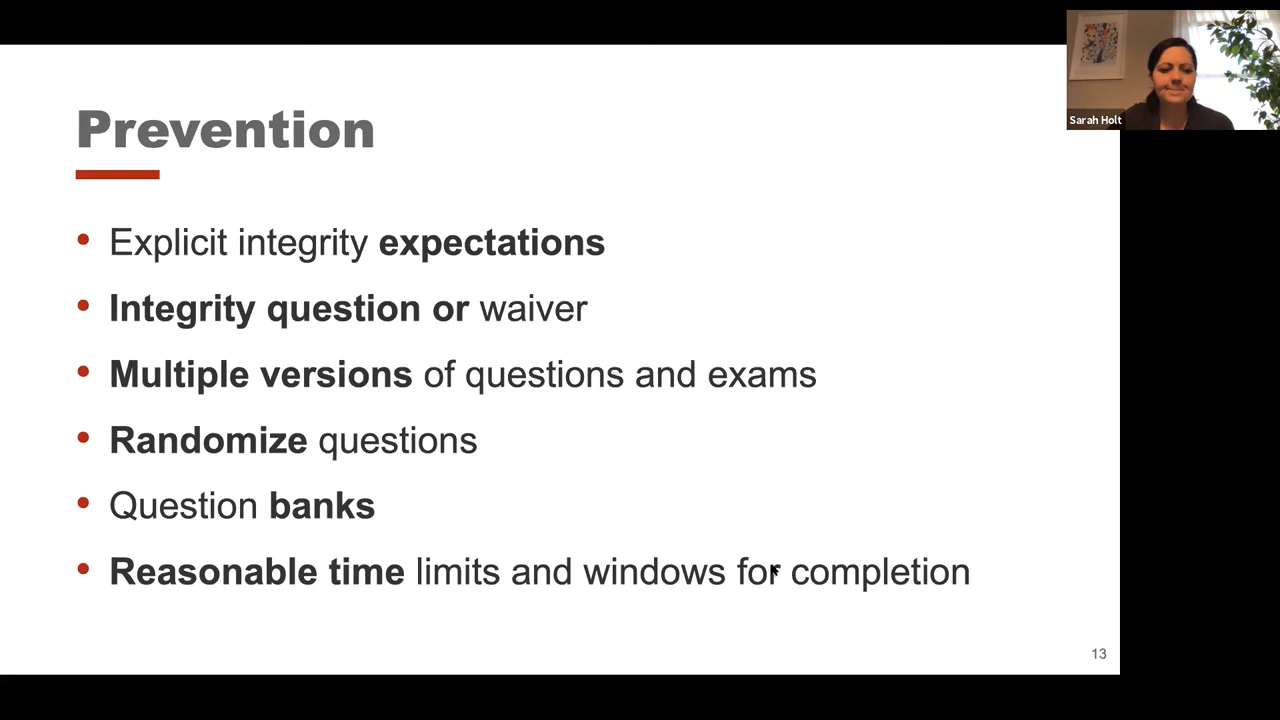 Prevention
Sarah Holt
• Explicit integrity expectations
• Integrity question or waiver
• Multiple versions of questions and exams
• Randomize questions
• Question banks
• Reasonable time limits and windows for completion
13